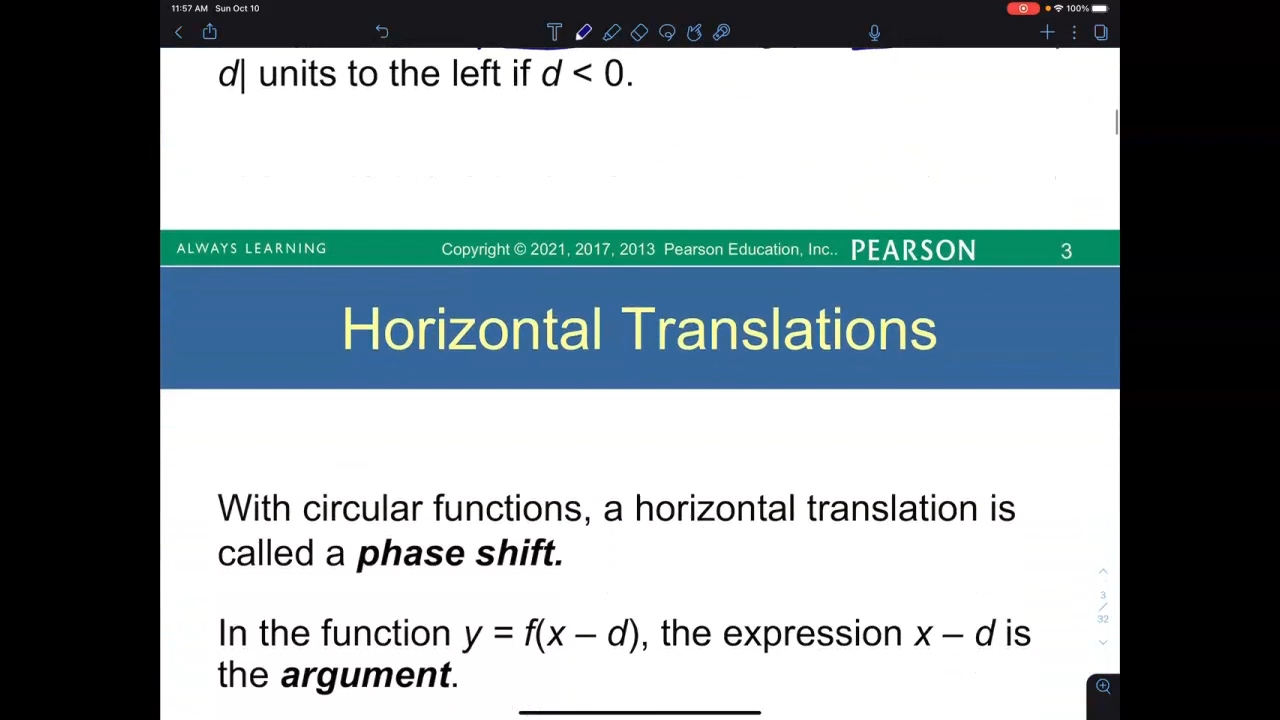 11:57 AM Sun Oct 10
100%
d| units to the left if d < 0.
ALWAYS LEARNING Copyright © 2021, 2017, 2013 Pearson Education, Inc.. PEARSON 3
Horizontal Translations
With circular functions, a horizontal translation is
called a phase shift.
In the function y = f(x – d), the expression x – d is
the argument.
3
/
32